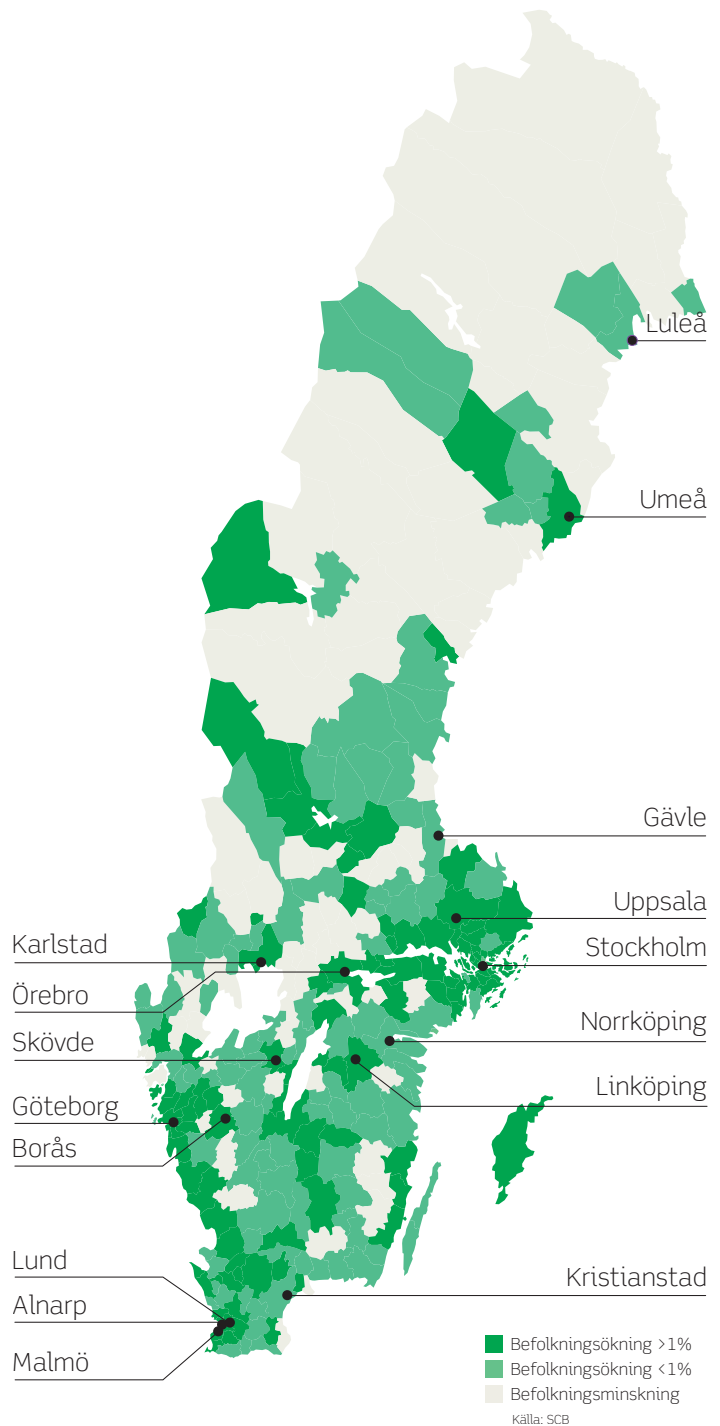 Luleå
Umeå
Gävle
Uppsala
Karlstad
Stockholm
Örebro
Norrköping
Skövde
Linköping
Göteborg
Borås
Lund
Kristianstad
Alnarp
Malmö
Befolkningsökning >1%
Befolkningsökning <1%
Befolkningsminskning
Källa: SCB